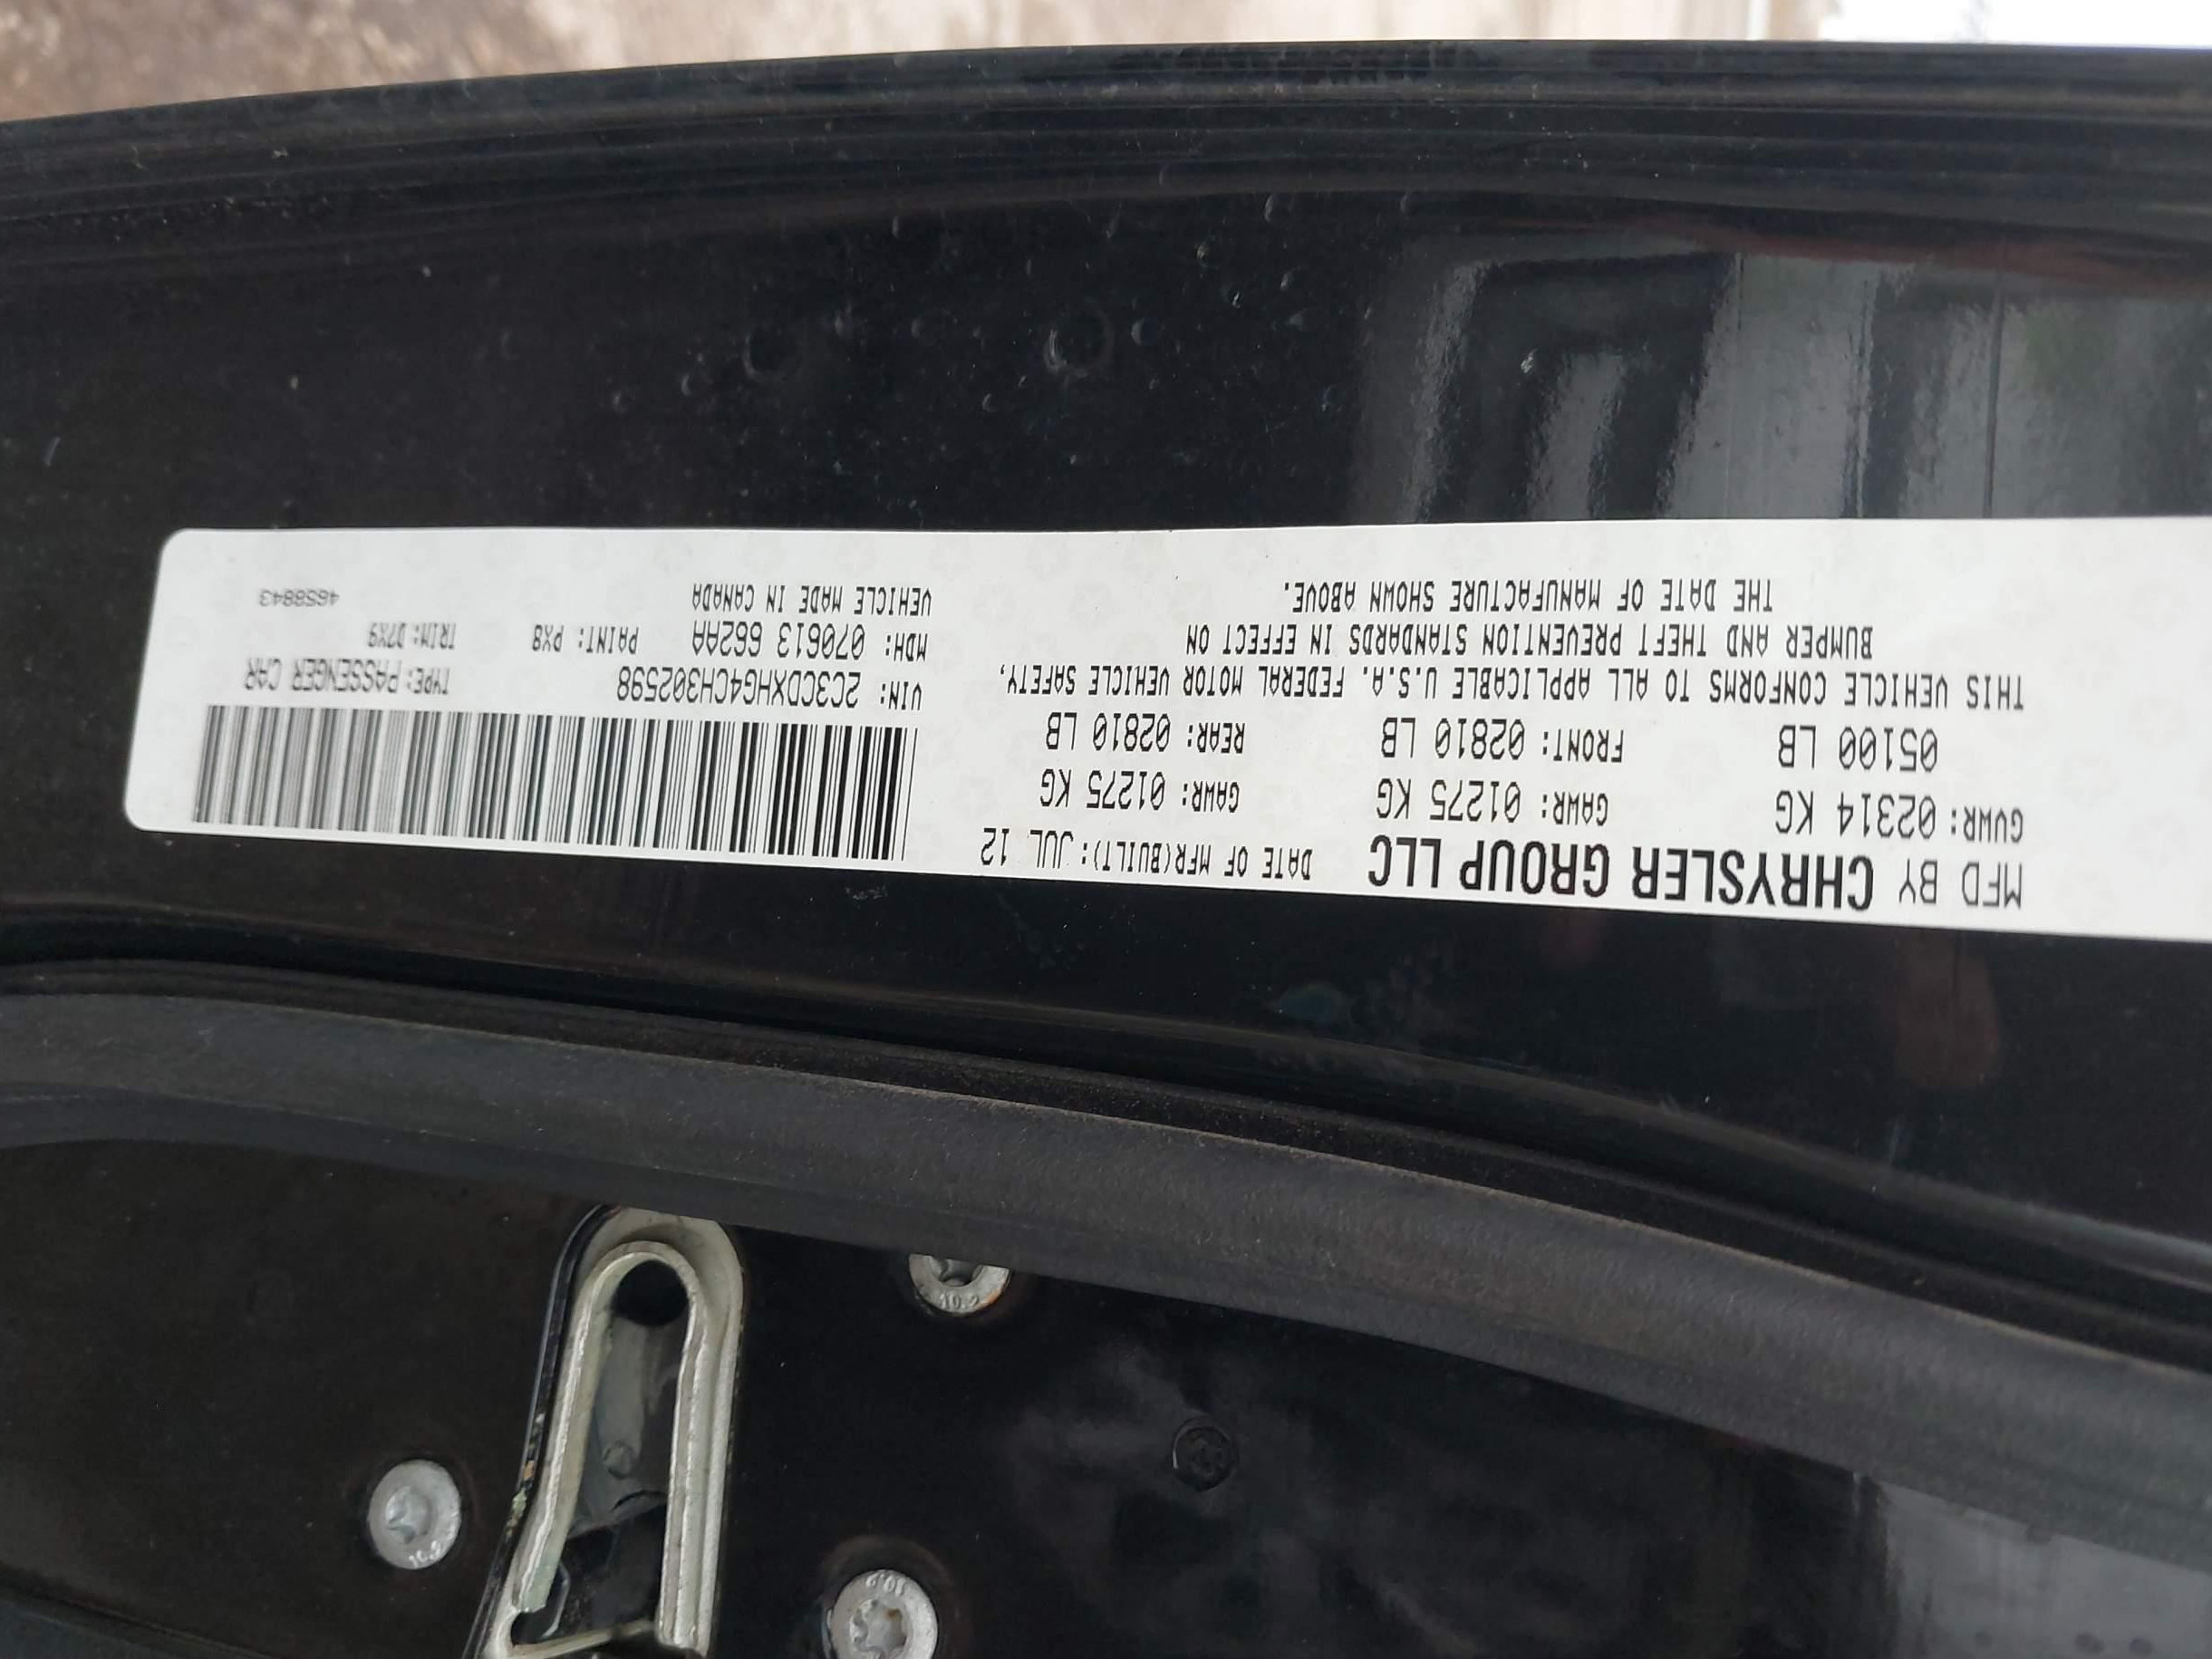 MFD BY CHRYSLER GROUP LLC
DATE OF MFR(BUILT): JUL 12
GVWR: 02314 KG
GAWR: 01275 KG
GAWR: 01275 KG
05100 LB
FRONT: 02810 LB
REAR: 02810 LB
THIS VEHICLE CONFORMS TO ALL APPLICABLE U.S.A. FEDERAL MOTOR VEHICLE SAFETY,
BUMPER AND THEFT PREVENTION STANDARDS IN EFFECT ON
THE DATE OF MANUFACTURE SHOWN ABOVE.
VIN: 2C3CDXHG4CH302598
TYPE: PASSENGER CAR
MDH: 070613 662AA
PAINT: PX8
TRIM: D7X9
VEHICLE MADE IN CANADA
4658843
10.9